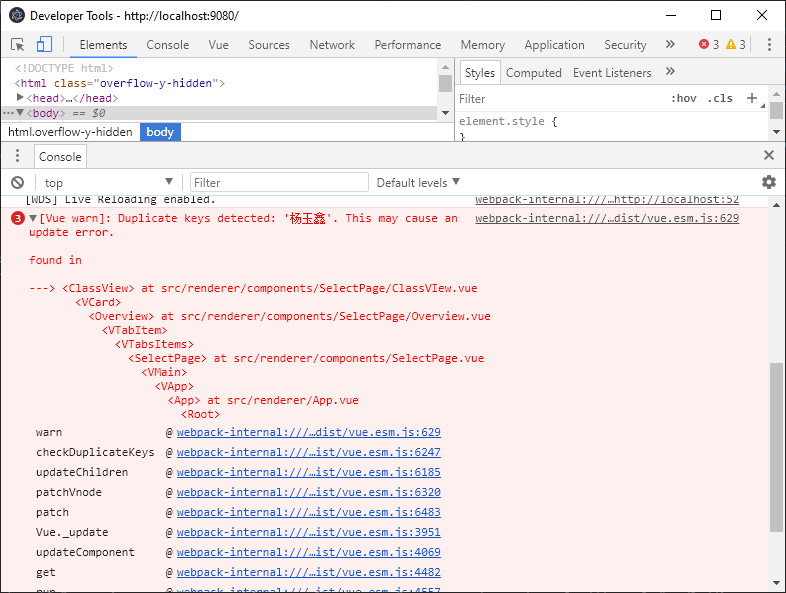 Developer Tools - http://localhost:9080/
Elements Console Vue Sources Network Performance Memory Application Security » 3 3
<!DOCTYPE html>
<html class="overflow-y-hidden">
<head>…</head>
<body> == $0
html.overflow-y-hidden body
Styles Computed Event Listeners »
Filter :hov .cls +
element.style {
}
Console
top Filter Default levels
[WDS] Live Reloading enabled. webpack-internal:///…http://localhost:52
3 [Vue warn]: Duplicate keys detected: '杨玉鑫'. This may cause an webpack-internal:///…dist/vue.esm.js:629
update error.
found in
---> <ClassView> at src/renderer/components/SelectPage/ClassVIew.vue
<VCard>
<Overview> at src/renderer/components/SelectPage/Overview.vue
<VTabItem>
<VTabsItems>
<SelectPage> at src/renderer/components/SelectPage.vue
<VMain>
<VApp>
<App> at src/renderer/App.vue
<Root>
warn @ webpack-internal:///…dist/vue.esm.js:629
checkDuplicateKeys @ webpack-internal:///…ist/vue.esm.js:6247
updateChildren @ webpack-internal:///…ist/vue.esm.js:6185
patchVnode @ webpack-internal:///…ist/vue.esm.js:6320
patch @ webpack-internal:///…ist/vue.esm.js:6483
Vue._update @ webpack-internal:///…ist/vue.esm.js:3951
updateComponent @ webpack-internal:///…ist/vue.esm.js:4069
get @ webpack-internal:///…ist/vue.esm.js:4482
run @ webpack-internal:///…ist/vue.esm.js:4557